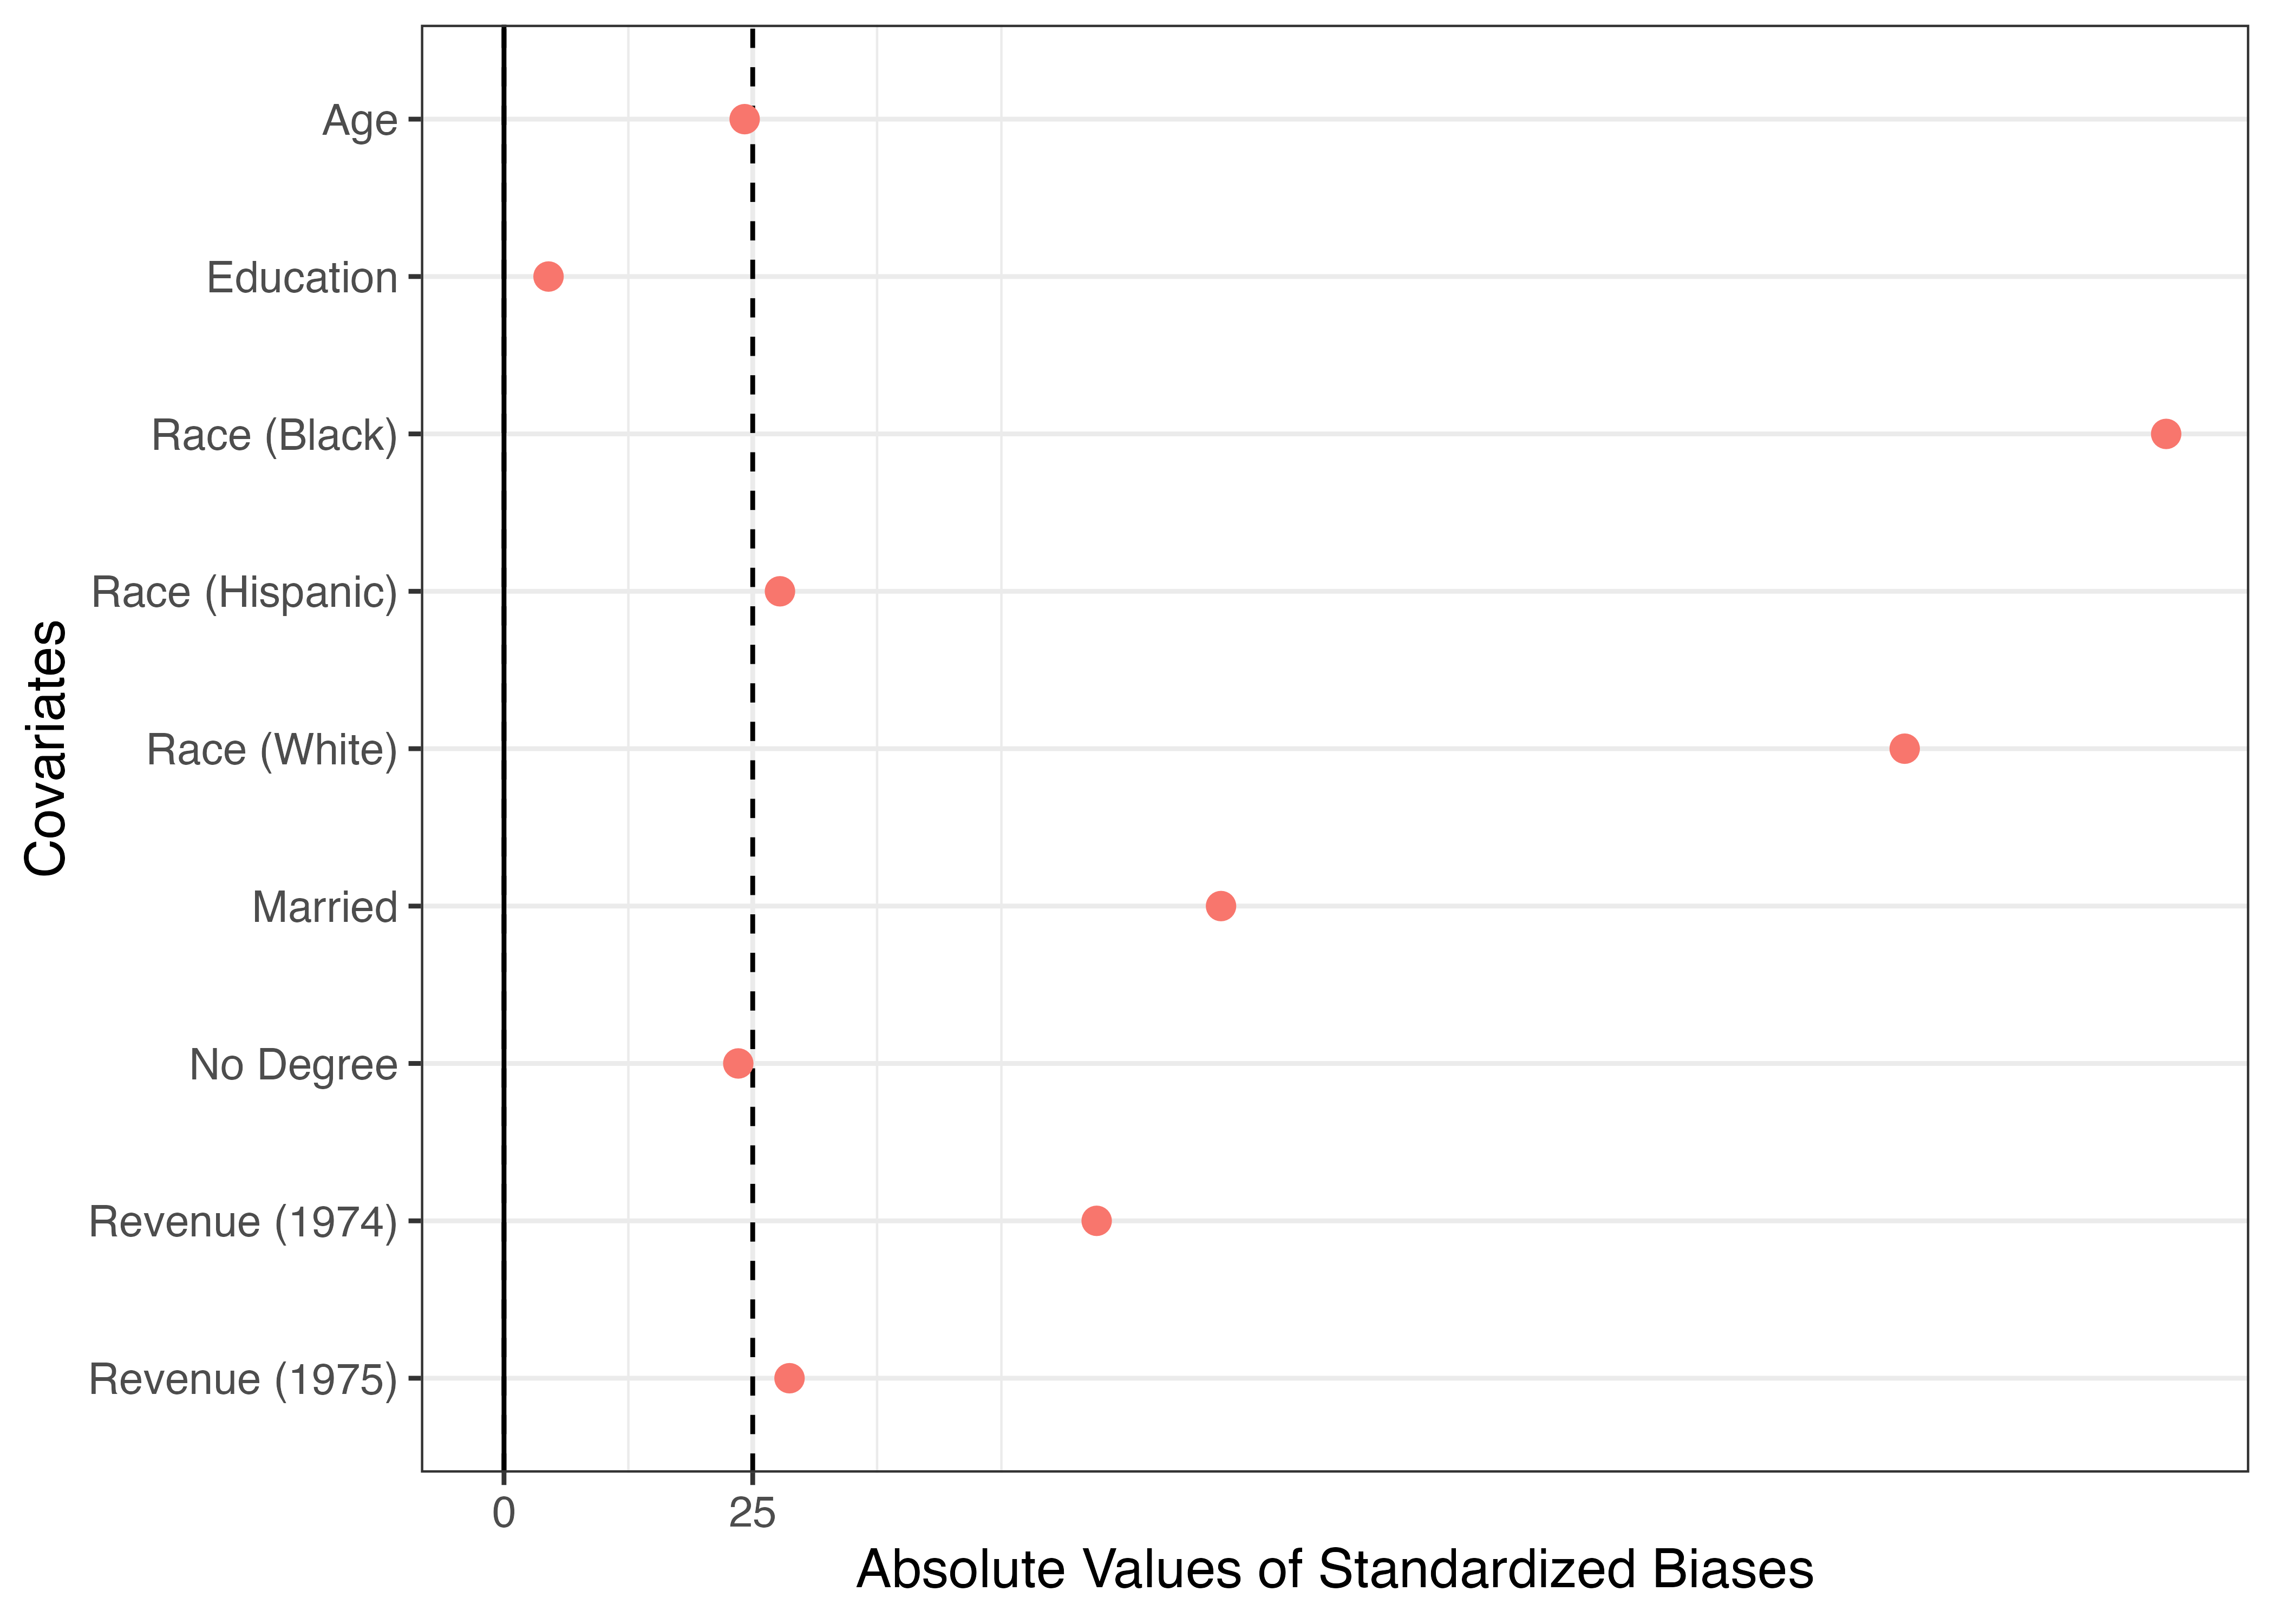 Age
Education
Race (Black)
Race (Hispanic)
Race (White)
Married
No Degree
Revenue (1974)
Revenue (1975)
Covariates
0
25
Absolute Values of Standardized Biases